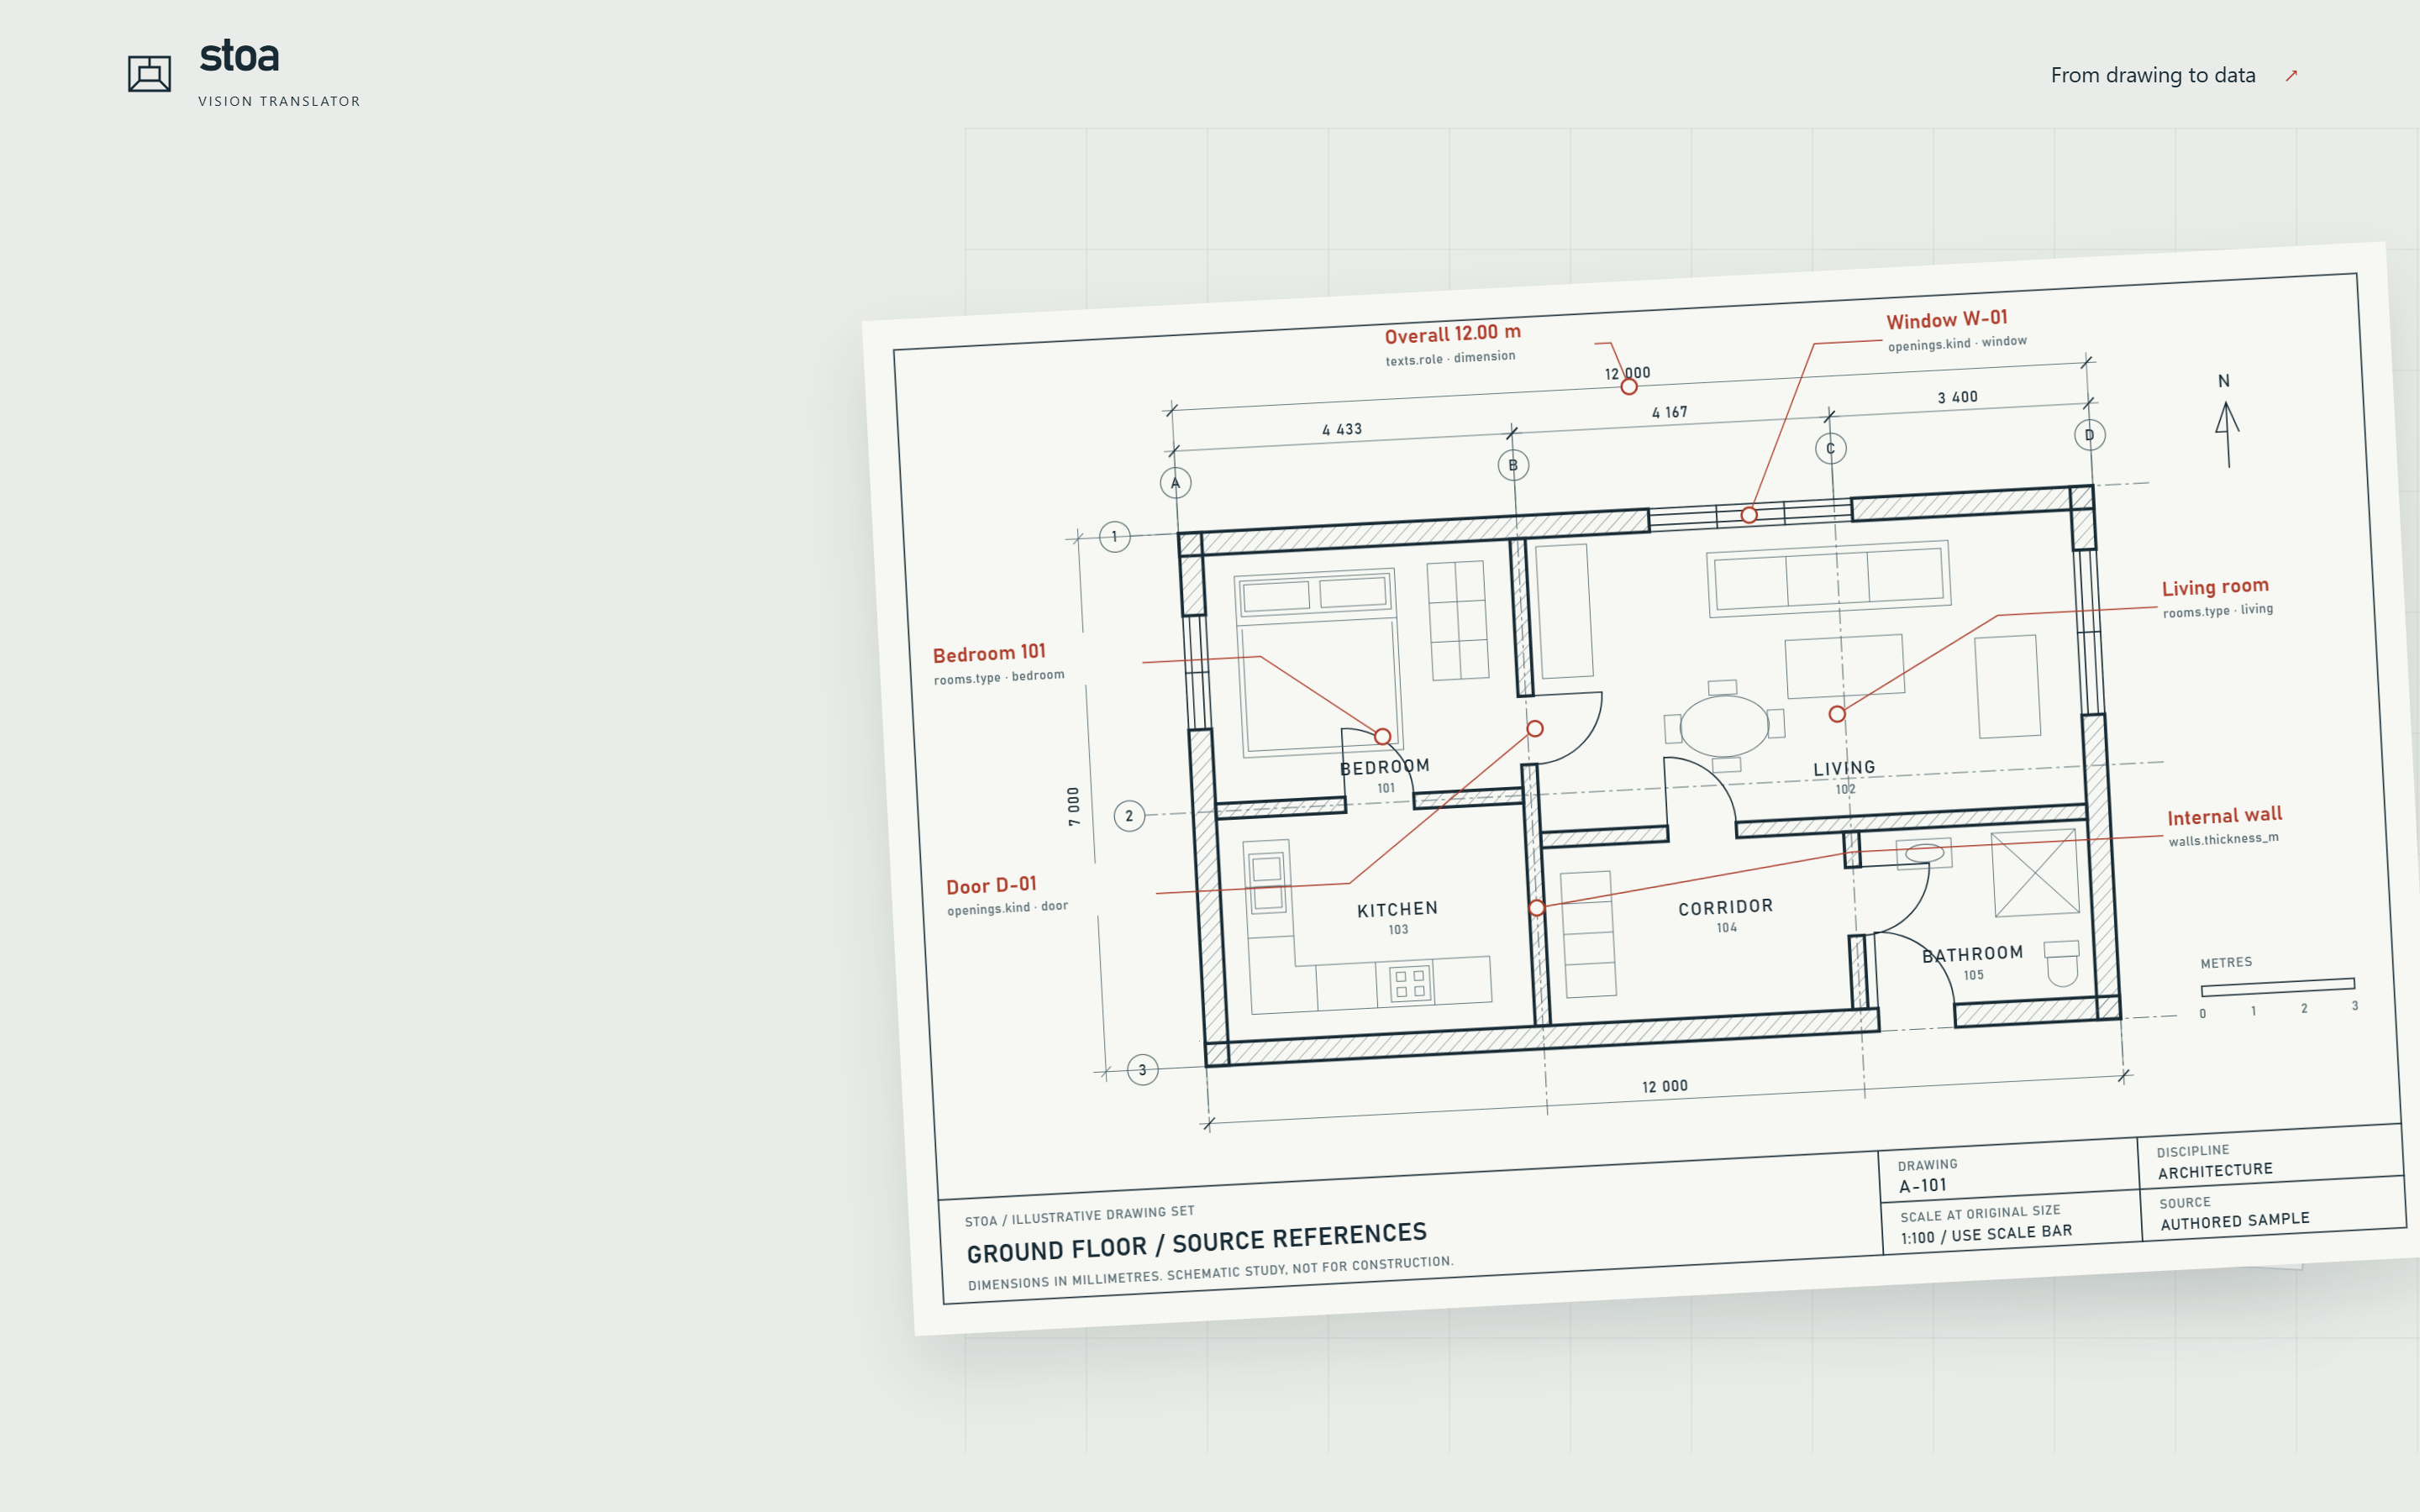 stoa
VISION TRANSLATOR
From drawing to data ↗
Overall 12.00 m
texts.role · dimension
Window W-01
openings.kind · window
12 000
4 433
4 167
3 400
N
A
B
C
D
1
Bedroom 101
rooms.type · bedroom
Living room
rooms.type · living
BEDROOM
101
LIVING
102
7 000
2
Internal wall
walls.thickness_m
Door D-01
openings.kind · door
KITCHEN
103
CORRIDOR
104
BATHROOM
105
METRES
0 1 2 3
3
12 000
STOA / ILLUSTRATIVE DRAWING SET
GROUND FLOOR / SOURCE REFERENCES
DIMENSIONS IN MILLIMETRES. SCHEMATIC STUDY, NOT FOR CONSTRUCTION.
DRAWING
A-101
DISCIPLINE
ARCHITECTURE
SCALE AT ORIGINAL SIZE
1:100 / USE SCALE BAR
SOURCE
AUTHORED SAMPLE